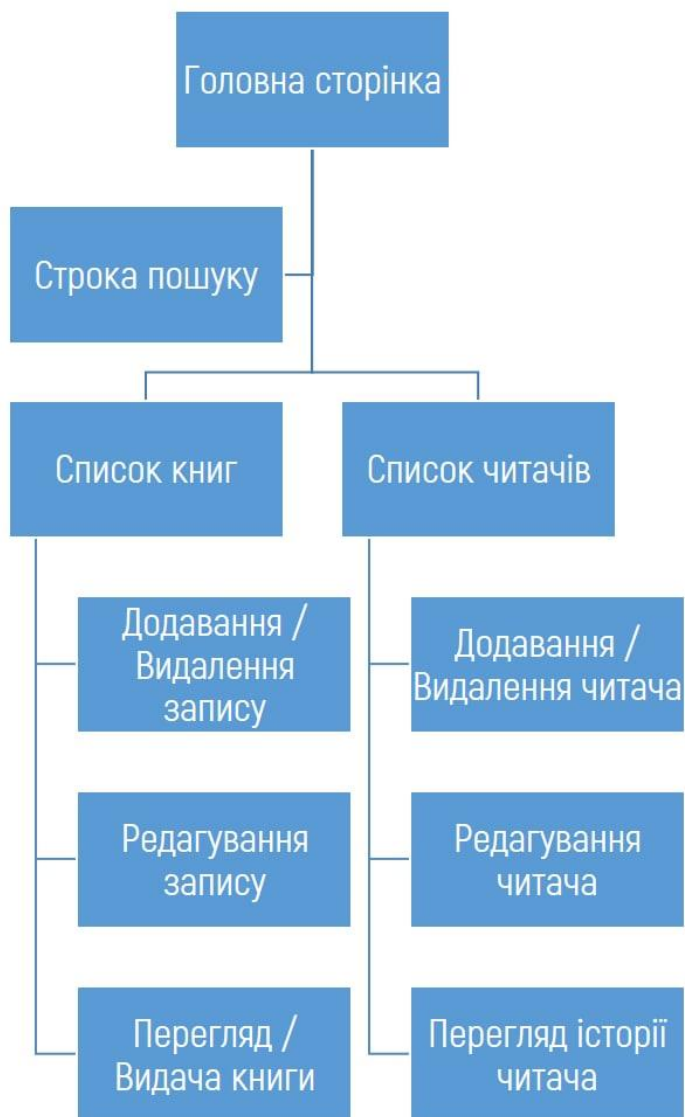 Головна сторінка
Строка пошуку
Список книг
Список читачів
Додавання /
Видалення
запису
Додавання /
Видалення читача
Редагування
запису
Редагування
читача
Перегляд /
Видача книги
Перегляд історії
читача